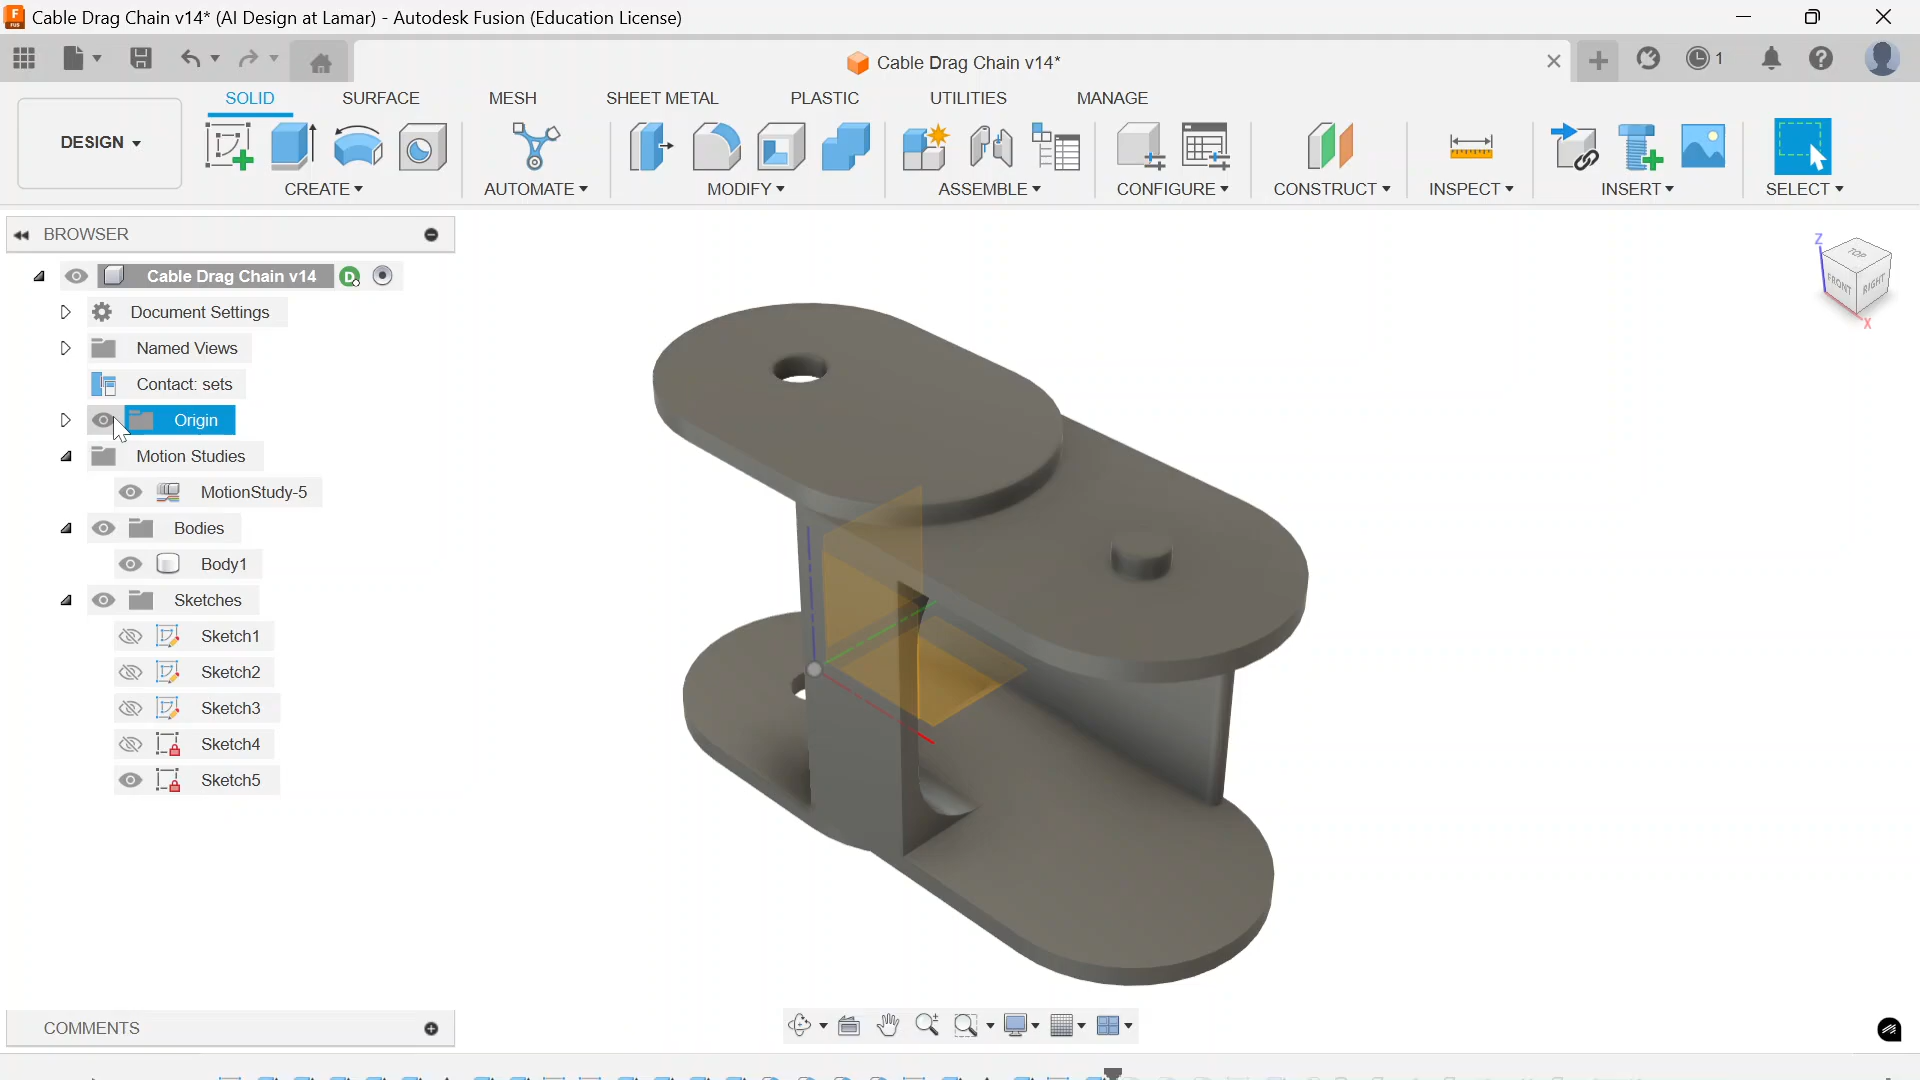 Cable Drag Chain v14* (AI Design at Lamar) - Autodesk Fusion (Education License)
Cable Drag Chain v14*
1
SOLID SURFACE MESH SHEET METAL PLASTIC UTILITIES MANAGE
DESIGN
CREATE AUTOMATE MODIFY ASSEMBLE CONFIGURE CONSTRUCT INSPECT INSERT SELECT
BROWSER
Cable Drag Chain v14 D
Document Settings
Named Views
Contact: sets
Origin
Motion Studies
MotionStudy-5
Bodies
Body1
Sketches
Sketch1
Sketch2
Sketch3
Sketch4
Sketch5
Z
TOP
FRONT RIGHT
X
COMMENTS